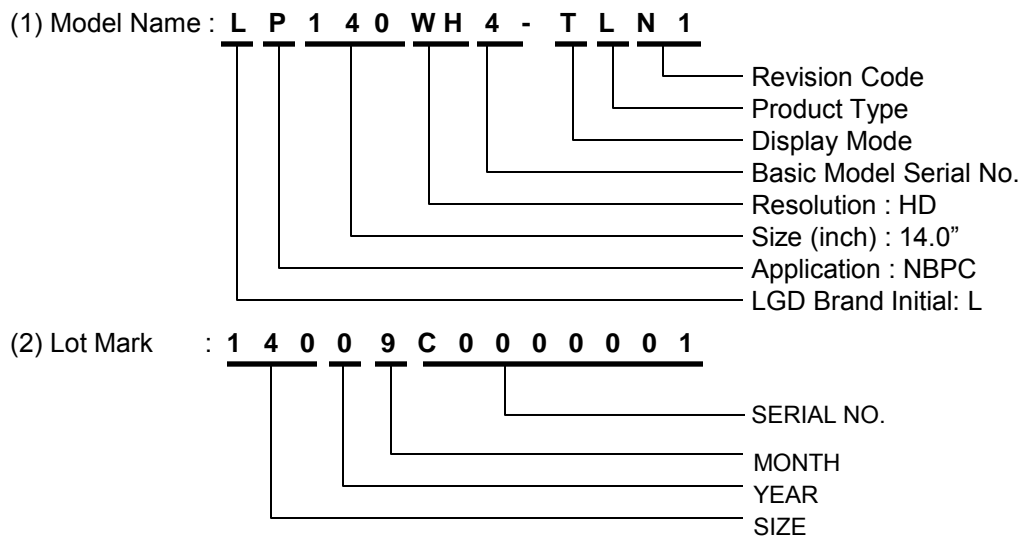 (1) Model Name : L P 1 4 0 W H 4 - T L N 1
Revision Code
Product Type
Display Mode
Basic Model Serial No.
Resolution : HD
Size (inch) : 14.0”
Application : NBPC
LGD Brand Initial: L
(2) Lot Mark : 1 4 0 0 9 C 0 0 0 0 0 0 1
SERIAL NO.
MONTH
YEAR
SIZE